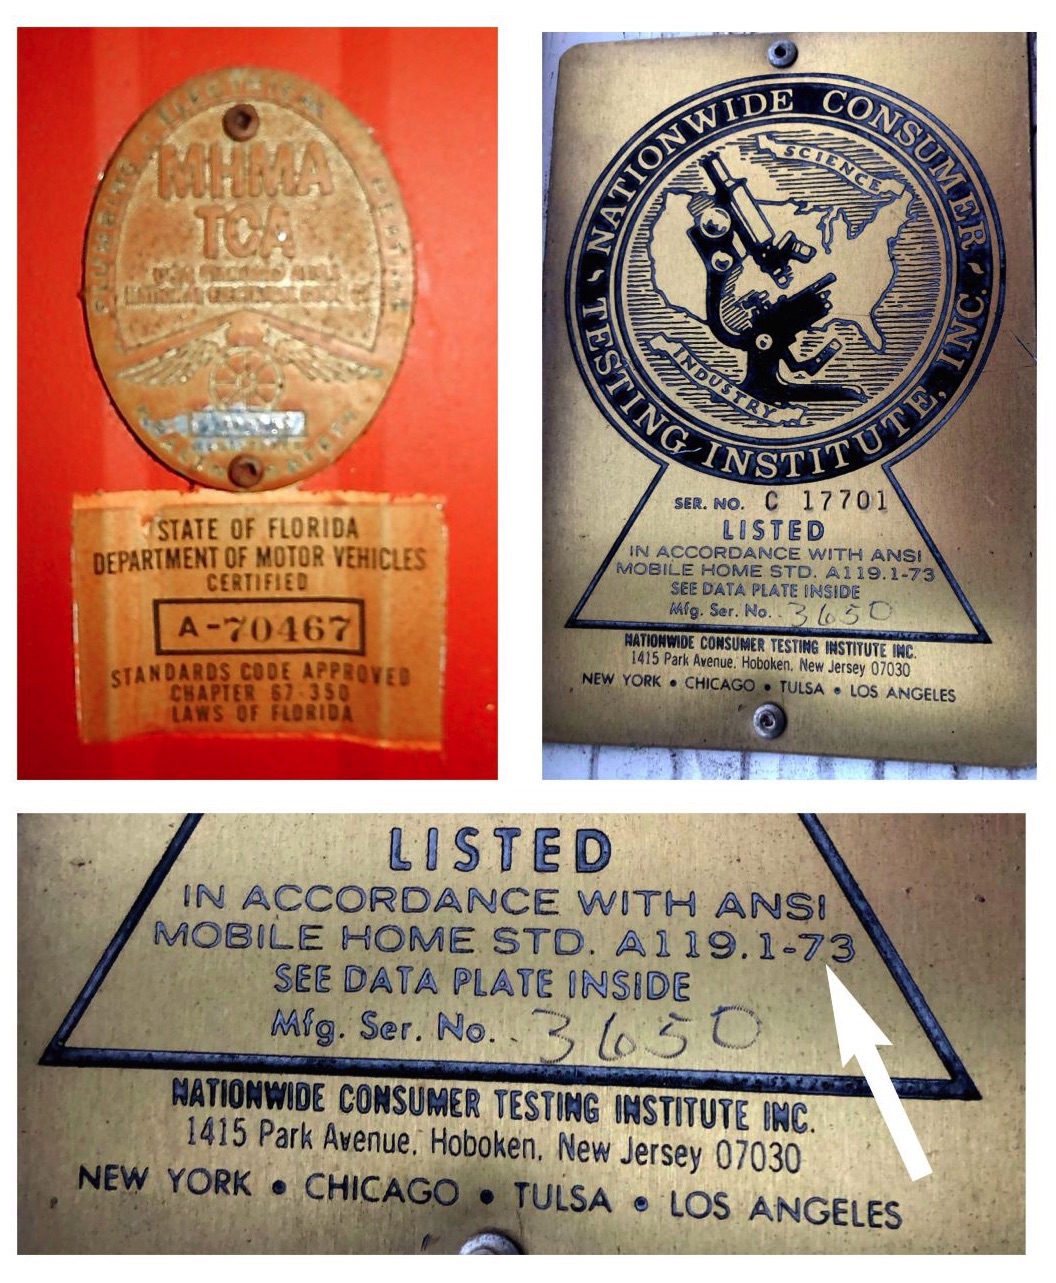 MHMA
TCA
STATE OF FLORIDA
DEPARTMENT OF MOTOR VEHICLES
CERTIFIED
A-70467
STANDARDS CODE APPROVED
CHAPTER 67-350
LAWS OF FLORIDA
NATIONWIDE CONSUMER
TESTING INSTITUTE, INC.
SCIENCE
INDUSTRY
SER. NO. C 17701
LISTED
IN ACCORDANCE WITH ANSI
MOBILE HOME STD. A119.1-73
SEE DATA PLATE INSIDE
Mfg. Ser. No. 3650
NATIONWIDE CONSUMER TESTING INSTITUTE INC.
1415 Park Avenue, Hoboken, New Jersey 07030
NEW YORK • CHICAGO • TULSA • LOS ANGELES
LISTED
IN ACCORDANCE WITH ANSI
MOBILE HOME STD. A119.1-73
SEE DATA PLATE INSIDE
Mfg. Ser. No. 3650
NATIONWIDE CONSUMER TESTING INSTITUTE INC.
1415 Park Avenue, Hoboken, New Jersey 07030
NEW YORK • CHICAGO • TULSA • LOS ANGELES